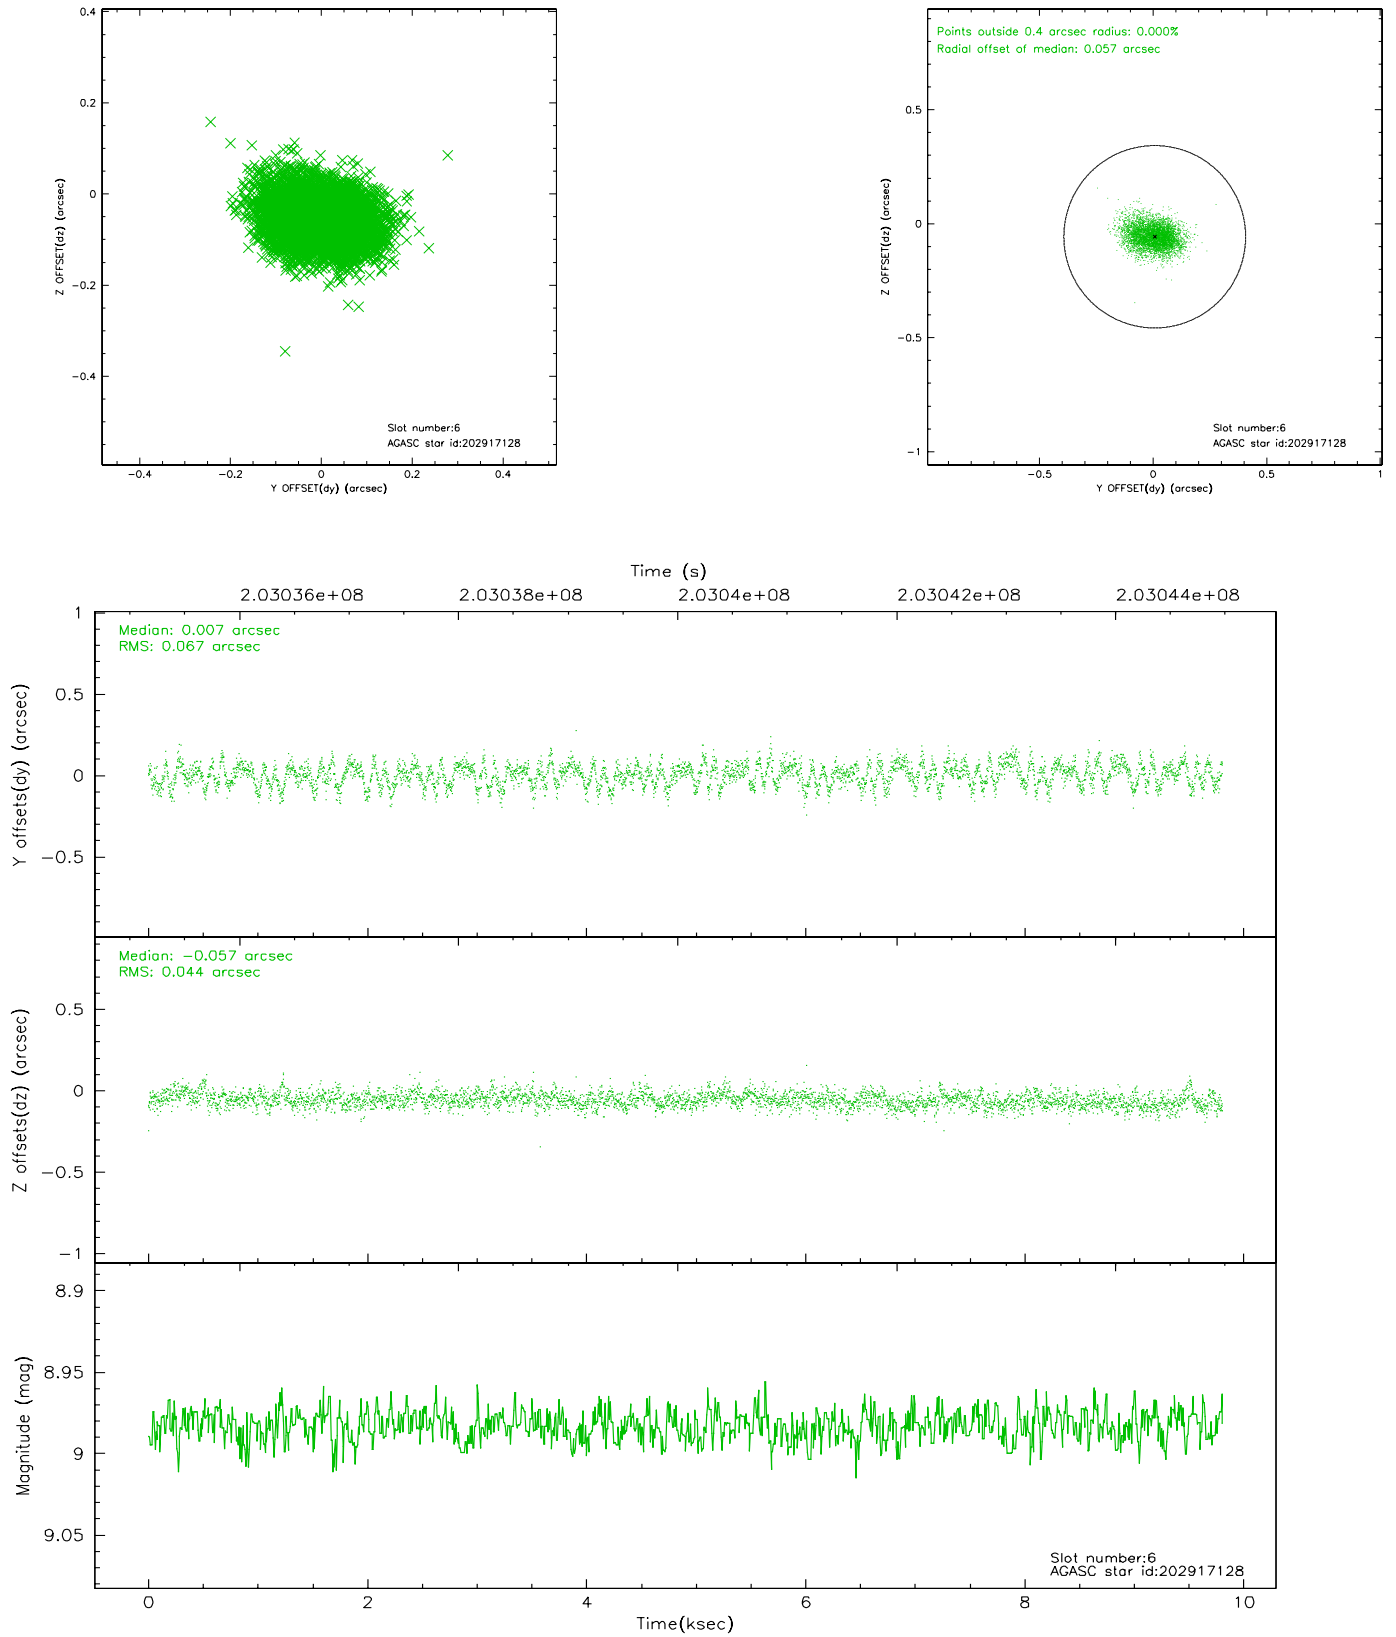 0.4
0.2
0
−0.2
−0.4
Z OFFSET(dz) (arcsec)
Slot number:6
AGASC star id:202917128
−0.4 −0.2 0 0.2 0.4
Y OFFSET(dy) (arcsec)
Points outside 0.4 arcsec radius: 0.000%
Radial offset of median: 0.057 arcsec
0.5
0
−0.5
−1
Z OFFSET(dz) (arcsec)
Slot number:6
AGASC star id:202917128
−0.5 0 0.5 1
Y OFFSET(dy) (arcsec)
Time (s)
2.03036e+08 2.03038e+08 2.0304e+08 2.03042e+08 2.03044e+08
Median: 0.007 arcsec
RMS: 0.067 arcsec
1
0.5
0
−0.5
Y offsets(dy) (arcsec)
Median: −0.057 arcsec
RMS: 0.044 arcsec
0.5
0
−0.5
−1
Z offsets(dz) (arcsec)
8.9
8.95
9
9.05
Magnitude (mag)
Slot number:6
AGASC star id:202917128
0 2 4 6 8 10
Time(ksec)